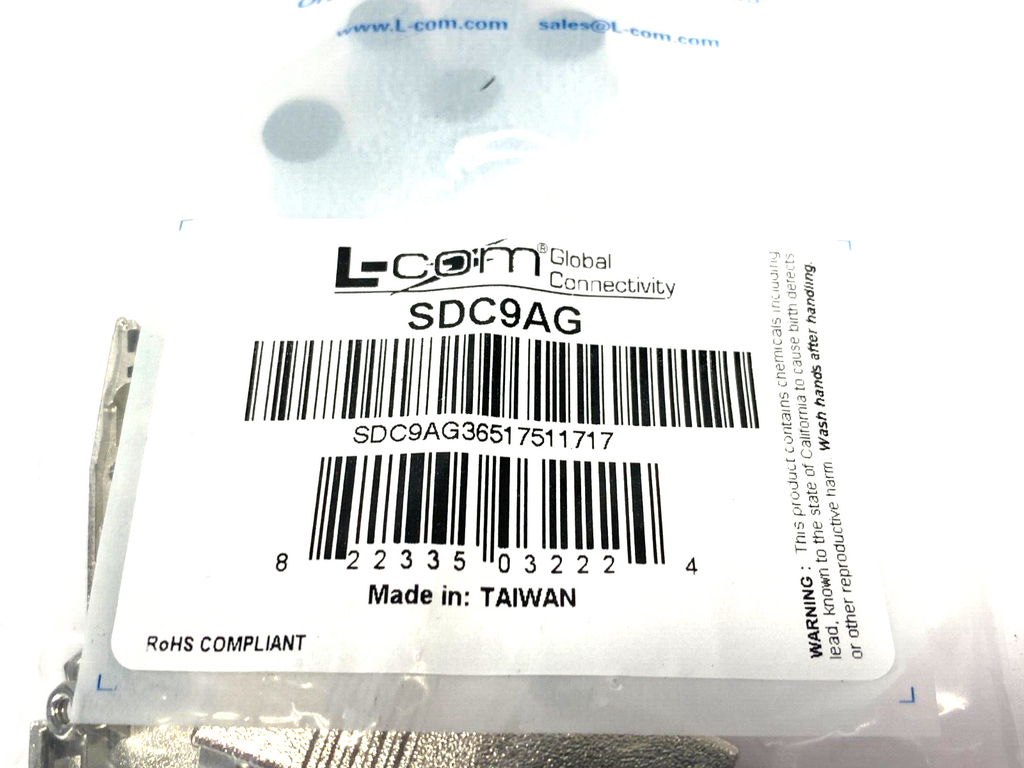 www.L-com.com sales@L-com.com
L-com® Global
Connectivity
SDC9AG
SDC9AG36517511717
8 22335 03222 4
Made in: TAIWAN
RoHS COMPLIANT
WARNING : This product contains chemicals including
lead, known to the state of California to cause birth defects
or other reproductive harm. Wash hands after handling.